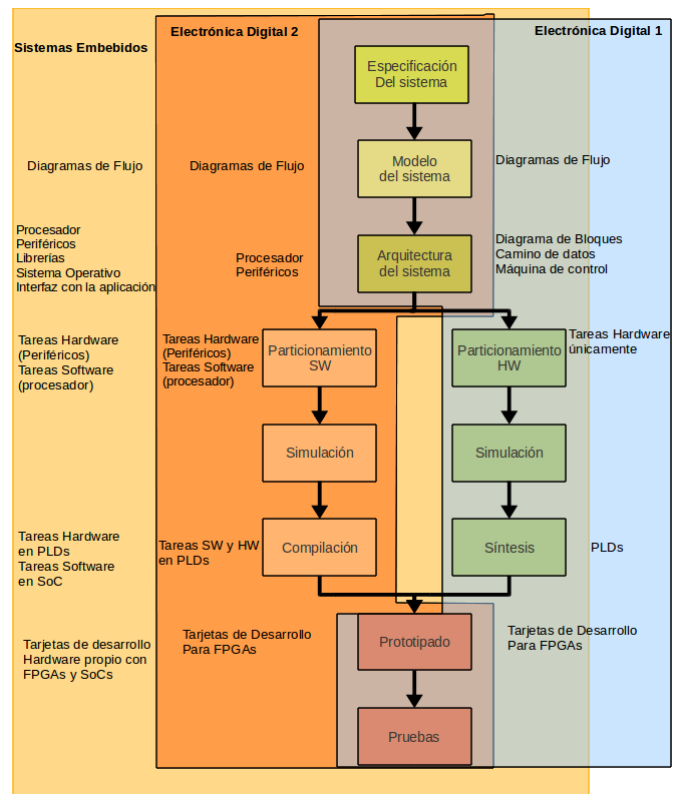 Sistemas Embebidos
Electrónica Digital 2
Electrónica Digital 1
Especificación
Del sistema
Diagramas de Flujo
Diagramas de Flujo
Modelo
del sistema
Diagramas de Flujo
Procesador
Periféricos
Librerías
Sistema Operativo
Interfaz con la aplicación
Procesador
Periféricos
Arquitectura
del sistema
Diagrama de Bloques
Camino de datos
Máquina de control
Tareas Hardware
(Periféricos)
Tareas Software
(procesador)
Tareas Hardware
(Periféricos)
Tareas Software
(procesador)
Particionamiento
SW
Particionamiento
HW
Tareas Hardware
únicamente
Simulación
Simulación
Tareas Hardware
en PLDs
Tareas Software
en SoC
Tareas SW y HW
en PLDs
Compilación
Síntesis
PLDs
Tarjetas de desarrollo
Hardware propio con
FPGAs y SoCs
Tarjetas de Desarrollo
Para FPGAs
Prototipado
Tarjetas de Desarrollo
Para FPGAs
Pruebas